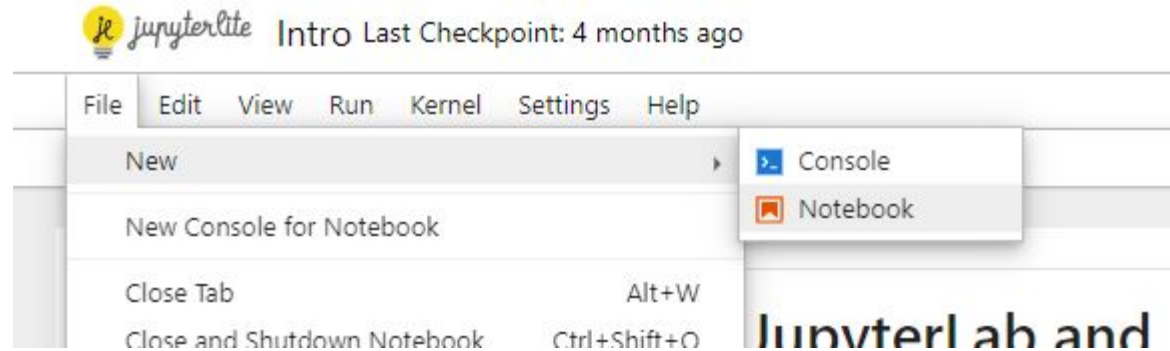 jupyterlite Intro Last Checkpoint: 4 months ago
File Edit View Run Kernel Settings Help
New
Console
Notebook
New Console for Notebook
Close Tab Alt+W
Close and Shutdown Notebook Ctrl+Shift+Q
JupyterLab and